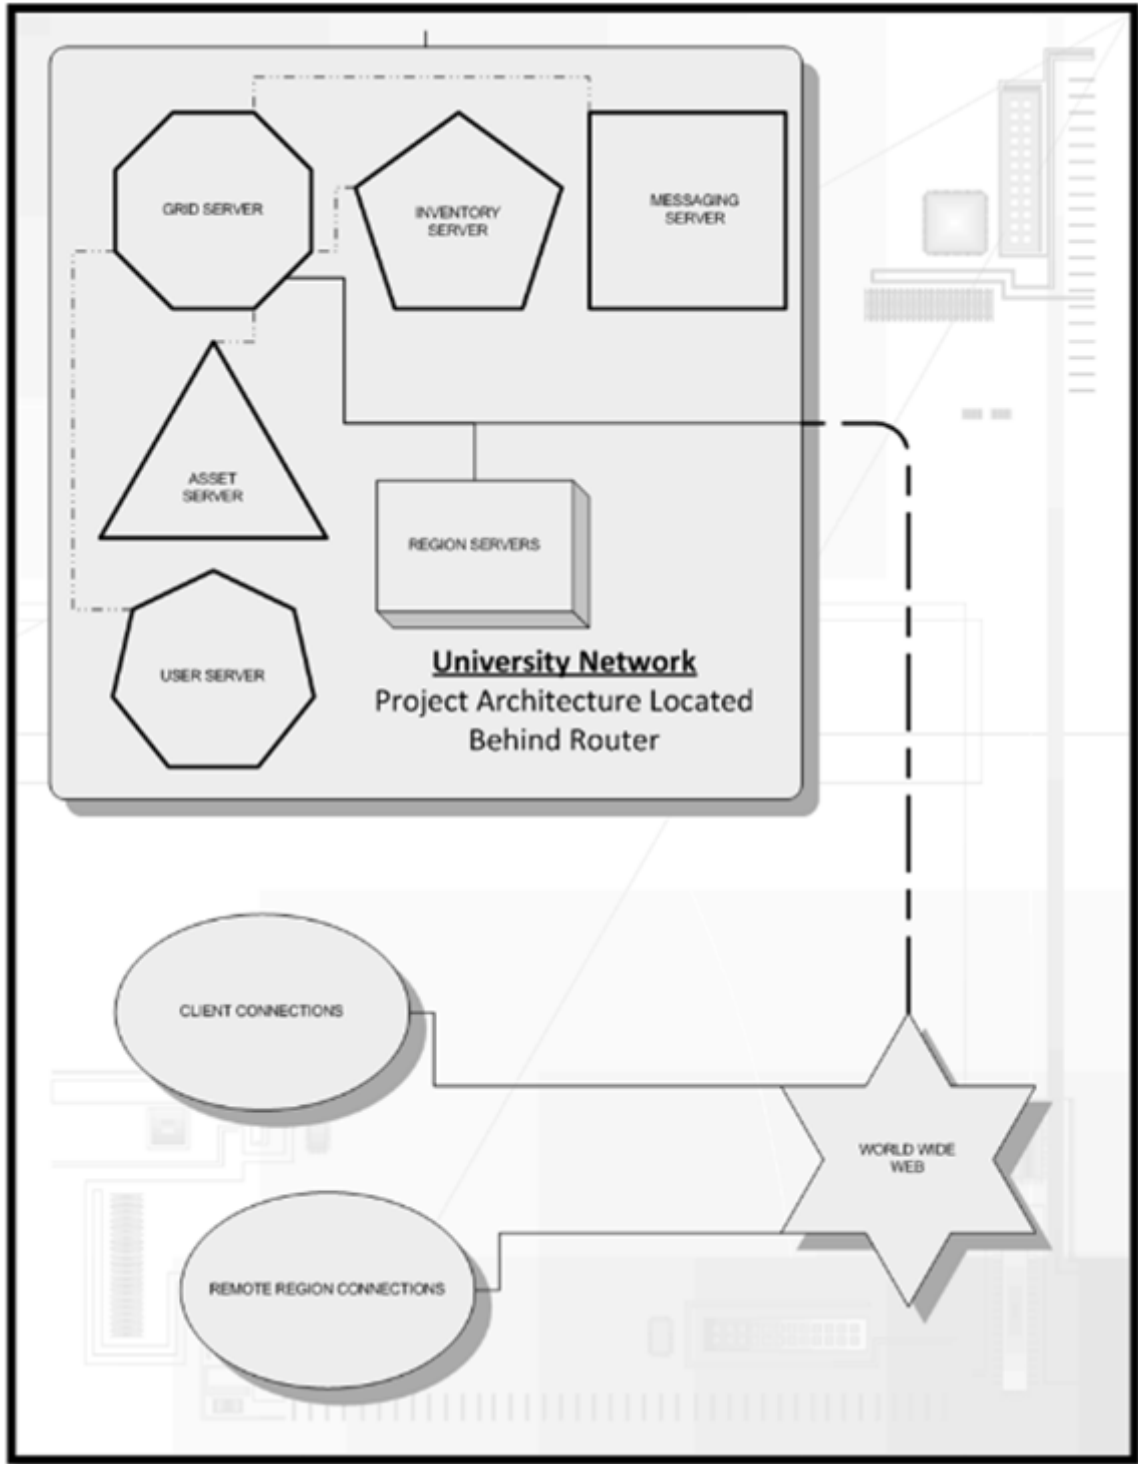 GRID SERVER
INVENTORY
SERVER
MESSAGING
SERVER
ASSET
SERVER
REGION SERVERS
USER SERVER
University Network
Project Architecture Located
Behind Router
CLIENT CONNECTIONS
WORLD WIDE
WEB
REMOTE REGION CONNECTIONS